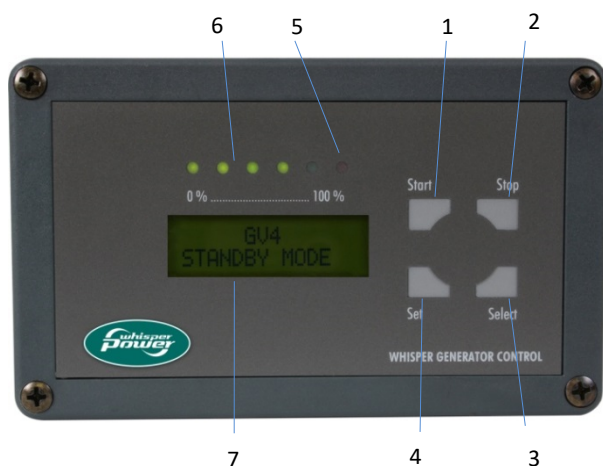 6 5 1 2
Start Stop
0 % ........................ 100 %
GV4
STANDBY MODE
Set Select
whisper
power
WHISPER GENERATOR CONTROL
7 4 3